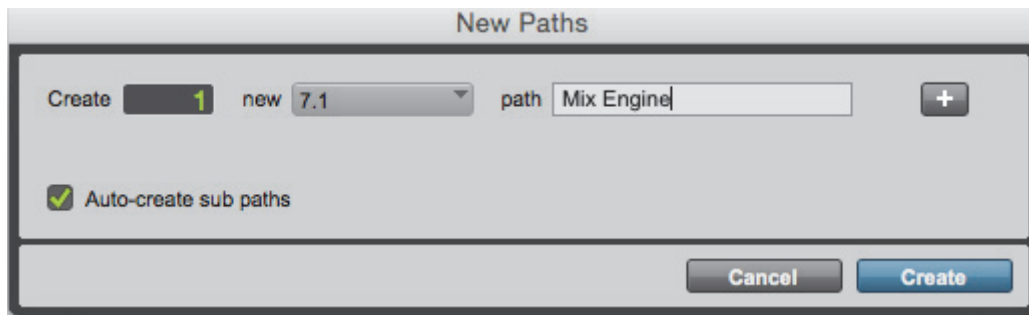 New Paths
Create 1 new 7.1 path Mix Engine +
Auto-create sub paths
Cancel Create